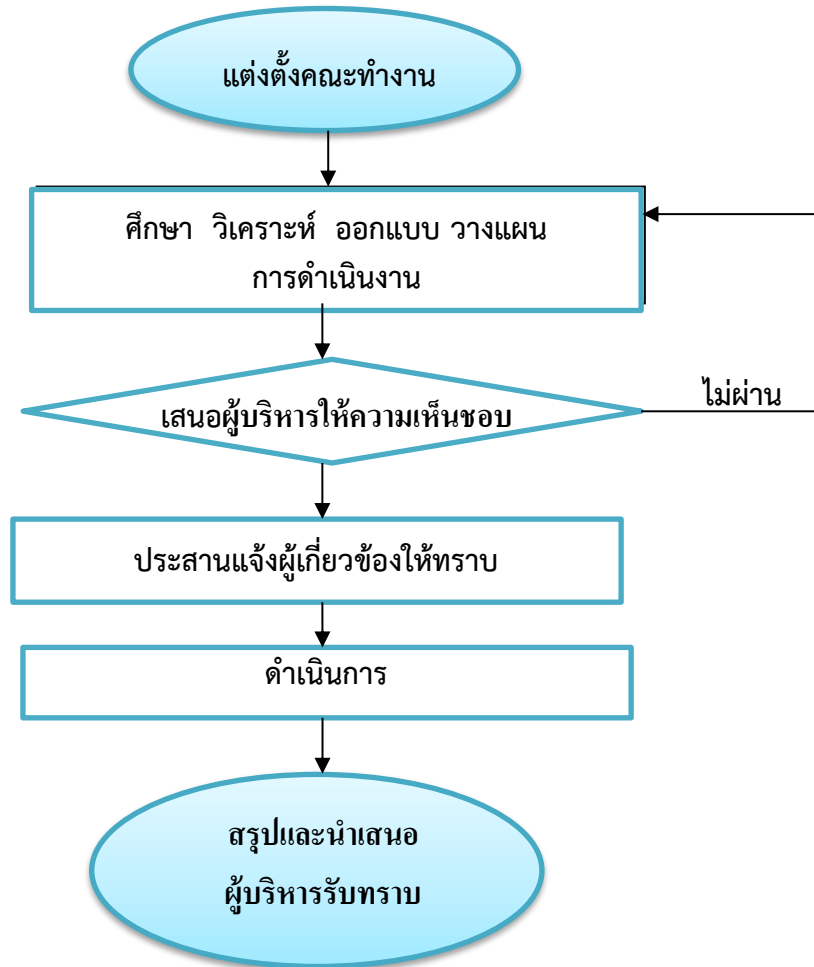 แต่งตั้งคณะทำงาน
ศึกษา วิเคราะห์ ออกแบบ วางแผน
การดำเนินงาน
เสนอผู้บริหารให้ความเห็นชอบ
ไม่ผ่าน
ประสานแจ้งผู้เกี่ยวข้องให้ทราบ
ดำเนินการ
สรุปและนำเสนอ
ผู้บริหารรับทราบ